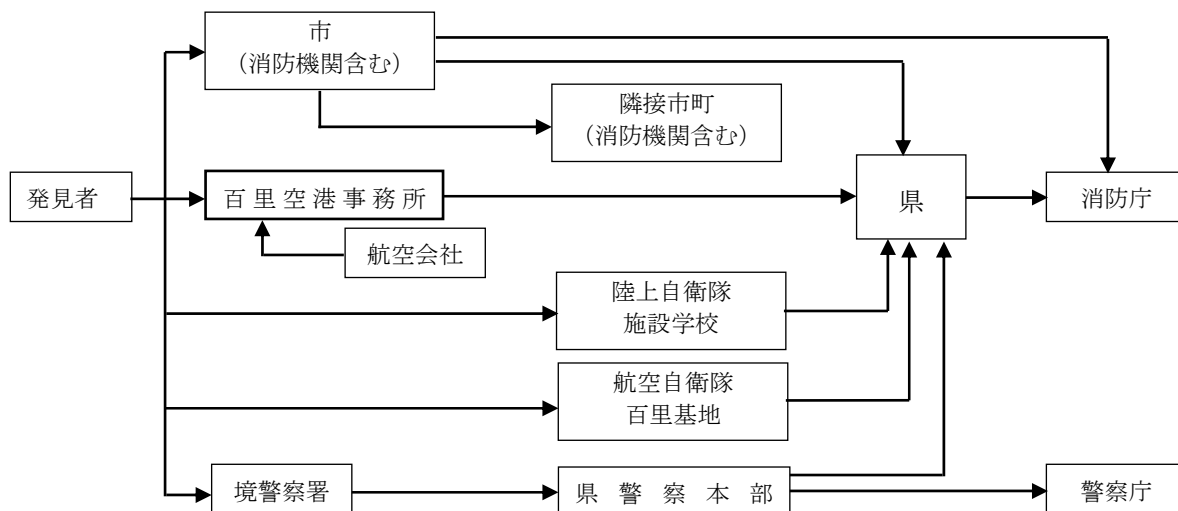 市
（消防機関含む）
隣接市町
（消防機関含む）
発見者
百里空港事務所
県
消防庁
航空会社
陸上自衛隊
施設学校
航空自衛隊
百里基地
境警察署
県警察本部
警察庁